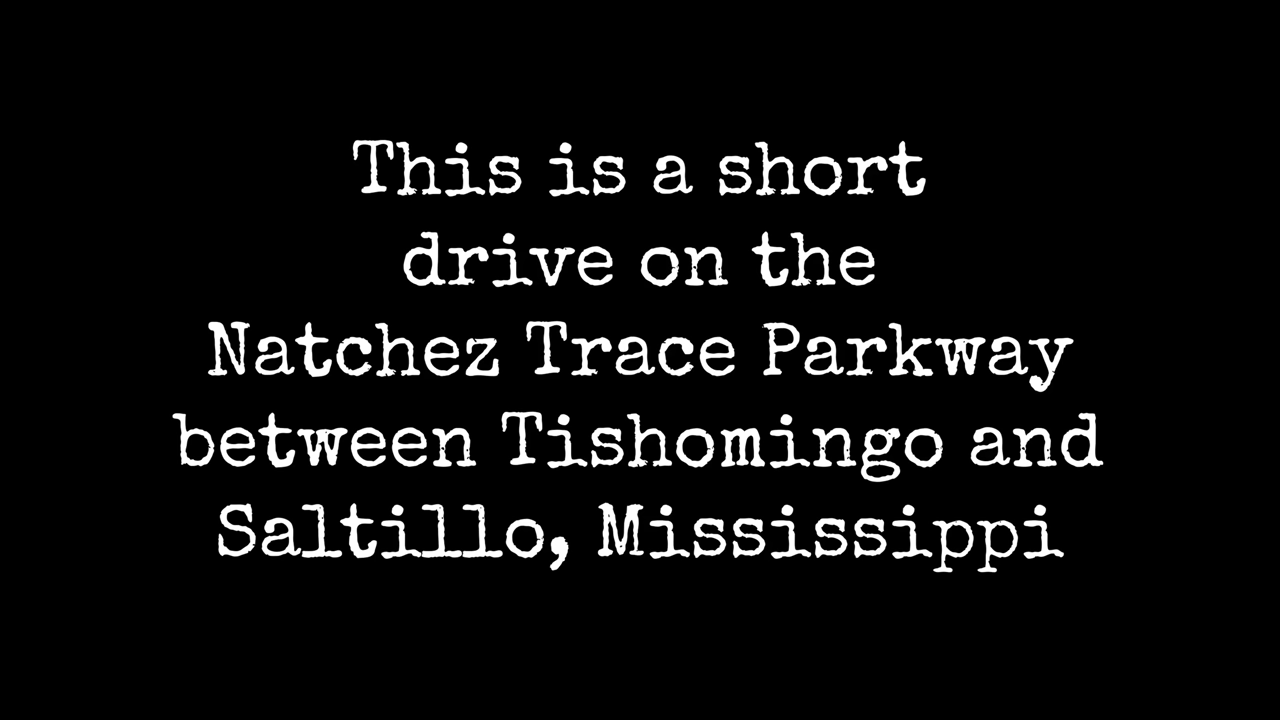 This is a short
drive on the
Natchez Trace Parkway
between Tishomingo and
Saltillo, Mississippi